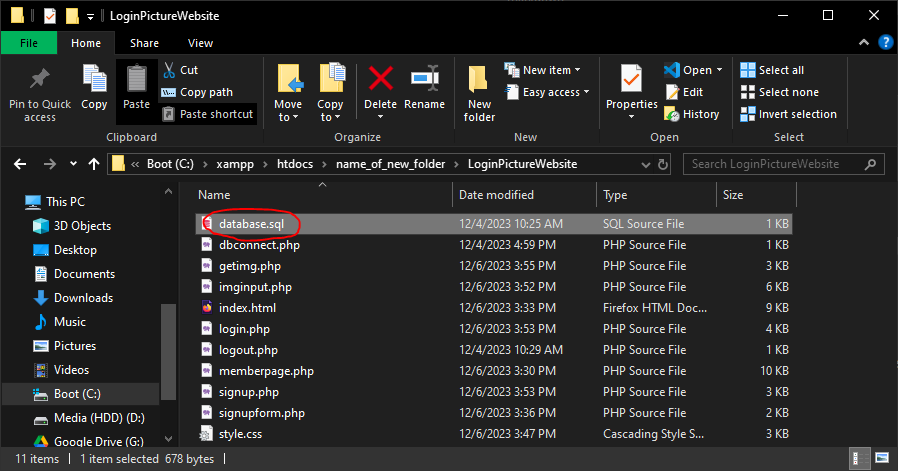 LoginPictureWebsite
File Home Share View
Pin to Quick access
Copy
Paste
Cut
Copy path
Paste shortcut
Clipboard
Move to
Copy to
Delete
Rename
Organize
New folder
New item
Easy access
New
Properties
Open
Edit
History
Open
Select all
Select none
Invert selection
Select
« Boot (C:) > xampp > htdocs > name_of_new_folder > LoginPictureWebsite
Search LoginPictureWebsite
This PC
3D Objects
Desktop
Documents
Downloads
Music
Pictures
Videos
Boot (C:)
Media (HDD) (D:)
Google Drive (G:)
Name Date modified Type Size
database.sql 12/4/2023 10:25 AM SQL Source File 1 KB
dbconnect.php 12/4/2023 4:59 PM PHP Source File 1 KB
getimg.php 12/6/2023 3:55 PM PHP Source File 3 KB
imginput.php 12/6/2023 3:52 PM PHP Source File 6 KB
index.html 12/6/2023 3:33 PM Firefox HTML Doc... 9 KB
login.php 12/6/2023 3:53 PM PHP Source File 4 KB
logout.php 12/4/2023 10:29 AM PHP Source File 1 KB
memberpage.php 12/6/2023 3:30 PM PHP Source File 10 KB
signup.php 12/6/2023 3:53 PM PHP Source File 3 KB
signupform.php 12/6/2023 3:36 PM PHP Source File 2 KB
style.css 12/6/2023 3:47 PM Cascading Style S... 3 KB
11 items 1 item selected 678 bytes